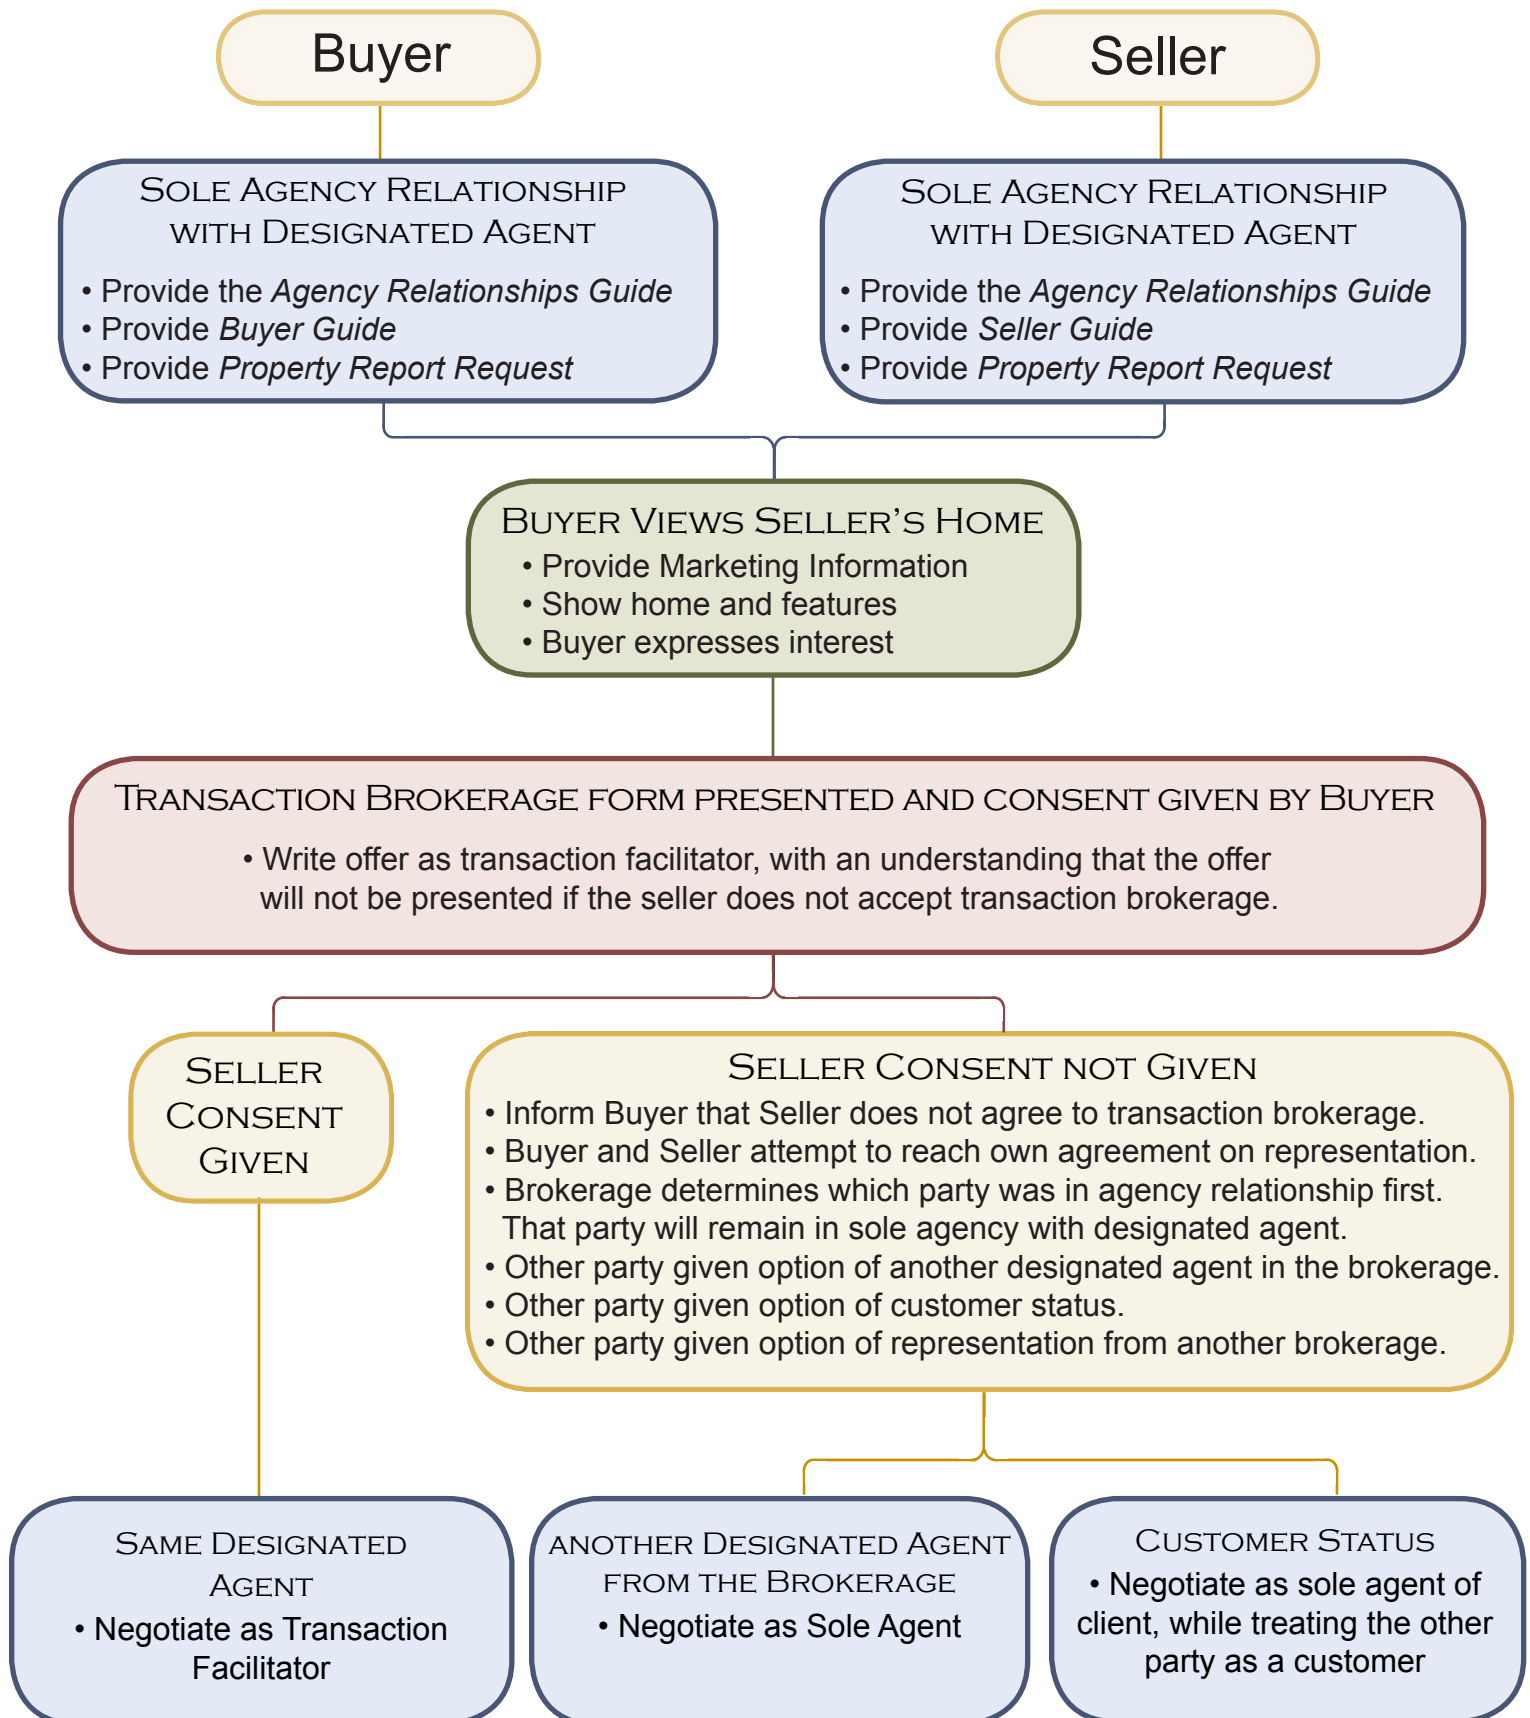 Buyer
Seller
Sole Agency Relationship
with Designated Agent
• Provide the Agency Relationships Guide
• Provide Buyer Guide
• Provide Property Report Request
Sole Agency Relationship
with Designated Agent
• Provide the Agency Relationships Guide
• Provide Seller Guide
• Provide Property Report Request
Buyer Views Seller's Home
• Provide Marketing Information
• Show home and features
• Buyer expresses interest
Transaction Brokerage form presented and consent given by Buyer
• Write offer as transaction facilitator, with an understanding that the offer
will not be presented if the seller does not accept transaction brokerage.
Seller
Consent
Given
Seller Consent not Given
• Inform Buyer that Seller does not agree to transaction brokerage.
• Buyer and Seller attempt to reach own agreement on representation.
• Brokerage determines which party was in agency relationship first.
That party will remain in sole agency with designated agent.
• Other party given option of another designated agent in the brokerage.
• Other party given option of customer status.
• Other party given option of representation from another brokerage.
Same Designated
Agent
• Negotiate as Transaction
Facilitator
another Designated Agent
from the Brokerage
• Negotiate as Sole Agent
Customer Status
• Negotiate as sole agent of
client, while treating the other
party as a customer